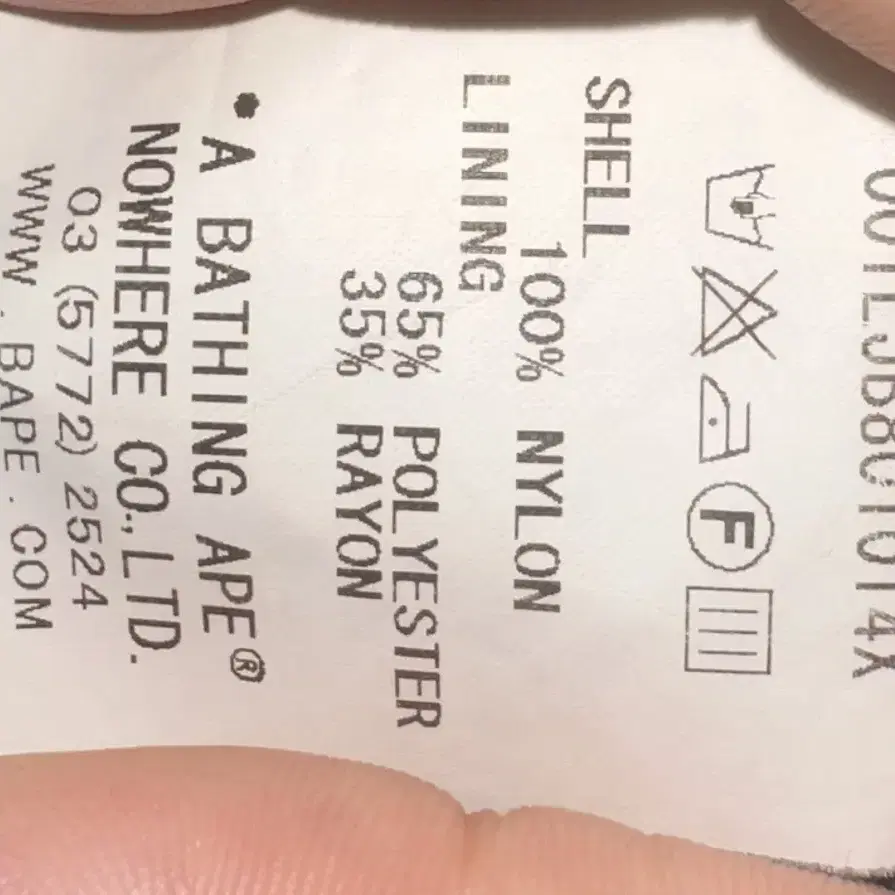 SHELL
100% NYLON
LINING
65% POLYESTER
35% RAYON
• A BATHING APE®
NOWHERE CO., LTD.
03 (5772) 2524
WWW . BAPE . COM